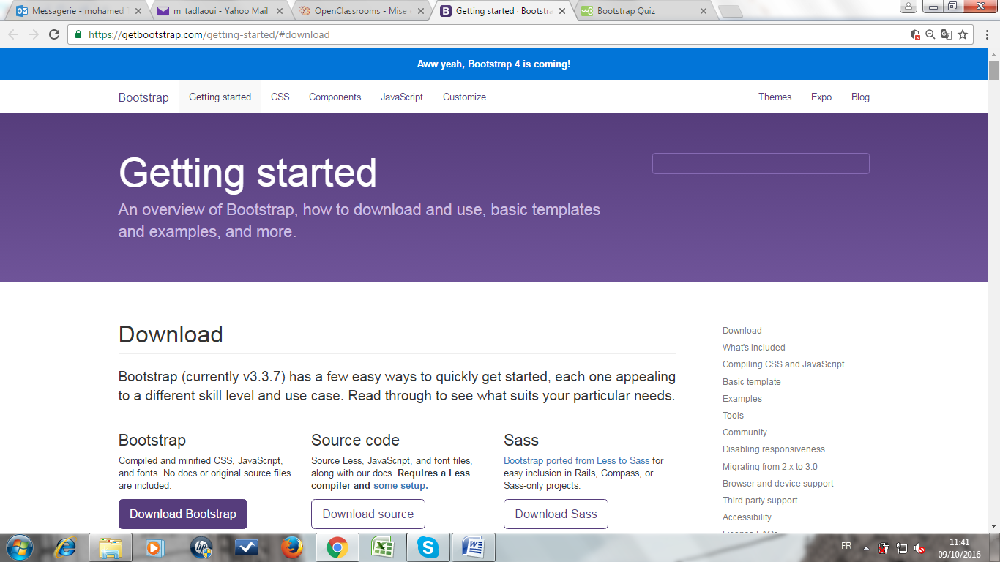 Messagerie - mohamed
m_tadlaoui - Yahoo Mail
OpenClassrooms - Mise
Getting started · Bootstra
Bootstrap Quiz
https://getbootstrap.com/getting-started/#download
Aww yeah, Bootstrap 4 is coming!
Bootstrap Getting started CSS Components JavaScript Customize Themes Expo Blog
Getting started
An overview of Bootstrap, how to download and use, basic templates
and examples, and more.
Download
Bootstrap (currently v3.3.7) has a few easy ways to quickly get started, each one appealing
to a different skill level and use case. Read through to see what suits your particular needs.
Bootstrap
Compiled and minified CSS, JavaScript,
and fonts. No docs or original source files
are included.
Download Bootstrap
Source code
Source Less, JavaScript, and font files,
along with our docs. Requires a Less
compiler and some setup.
Download source
Sass
Bootstrap ported from Less to Sass for
easy inclusion in Rails, Compass, or
Sass-only projects.
Download Sass
Download
What's included
Compiling CSS and JavaScript
Basic template
Examples
Tools
Community
Disabling responsiveness
Migrating from 2.x to 3.0
Browser and device support
Third party support
Accessibility
License FAQs
FR
11:41
09/10/2016